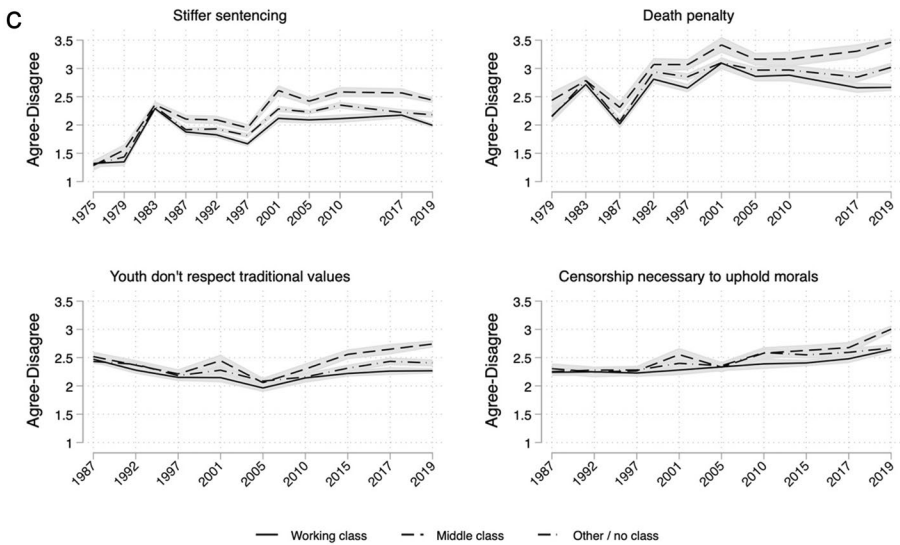 C
Stiffer sentencing
Death penalty
Agree-Disagree
3.5
3
2.5
2
1.5
1
1975 1979 1983 1987 1992 1997 2001 2005 2010 2017 2019
Agree-Disagree
3.5
3
2.5
2
1.5
1
1979 1983 1987 1992 1997 2001 2005 2010 2017 2019
Youth don't respect traditional values
Censorship necessary to uphold morals
Agree-Disagree
3.5
3
2.5
2
1.5
1
1987 1992 1997 2001 2005 2010 2015 2017 2019
Agree-Disagree
3.5
3
2.5
2
1.5
1
1987 1992 1997 2001 2005 2010 2015 2017 2019
Working class Middle class Other / no class